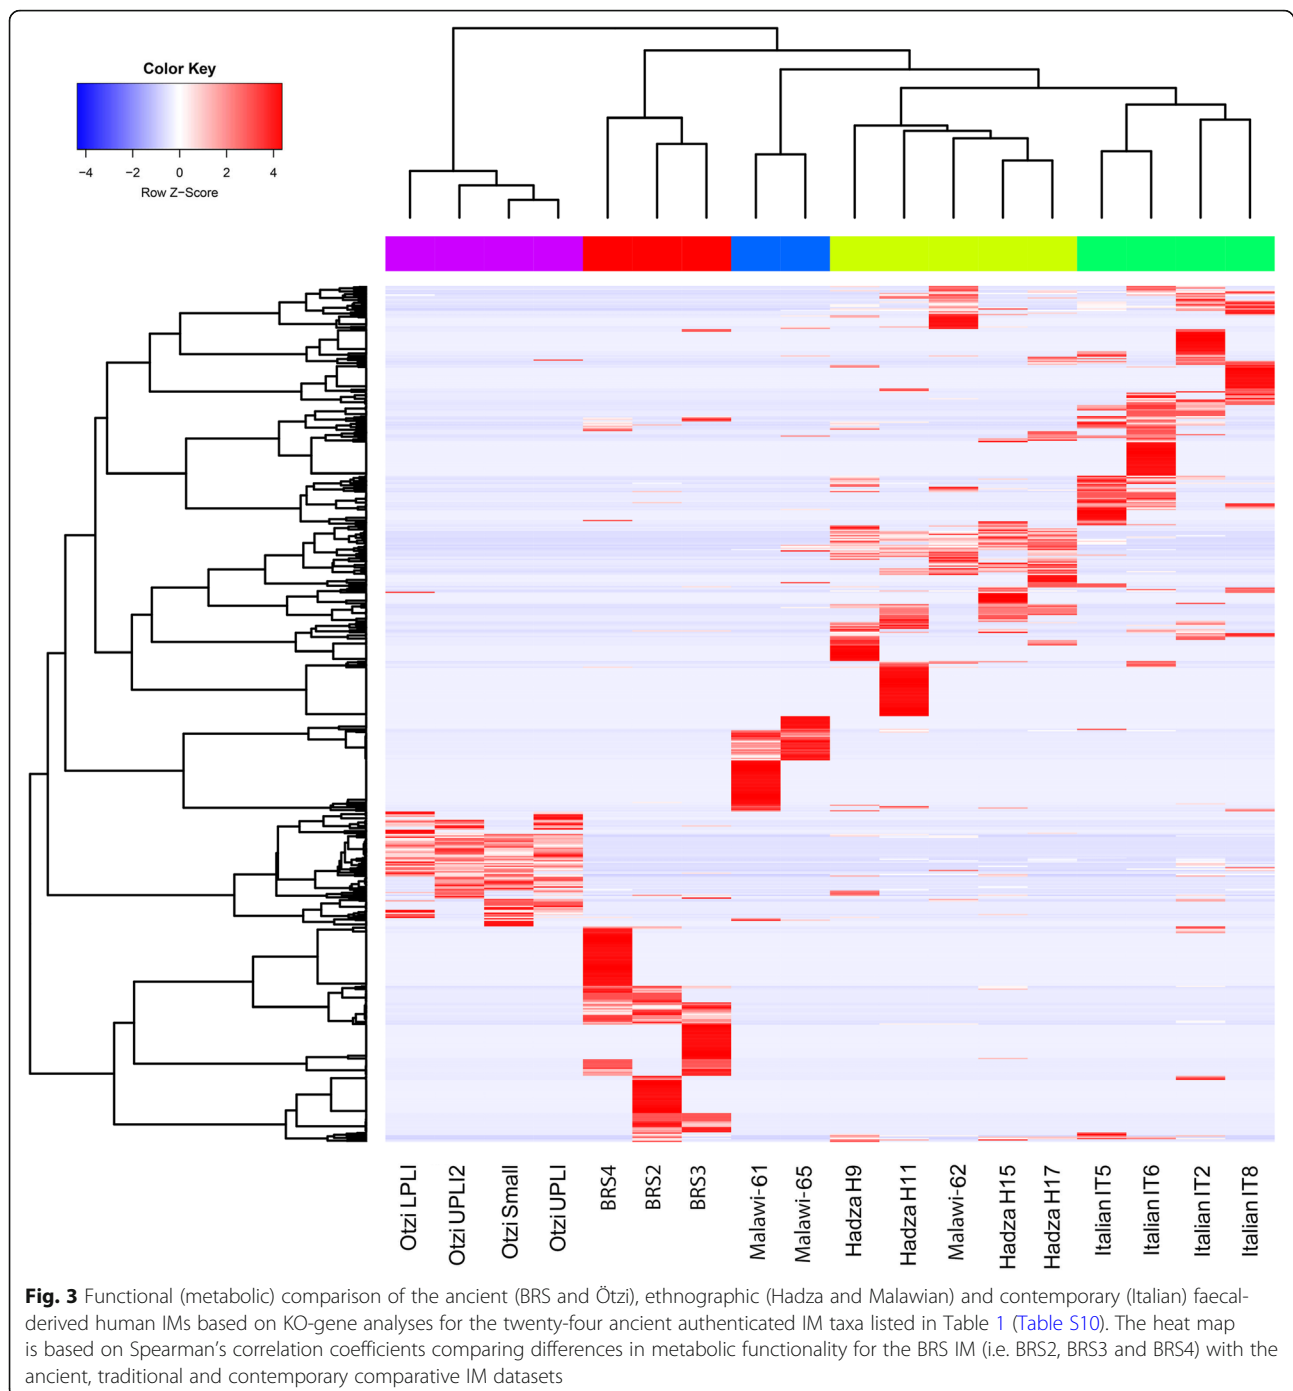 Color Key
−4 −2 0 2 4
Row Z−Score
Otzi LPLI
Otzi UPLI2
Otzi Small
Otzi UPLI
BRS4
BRS2
BRS3
Malawi-61
Malawi-65
Hadza H9
Hadza H11
Malawi-62
Hadza H15
Hadza H17
Italian IT5
Italian IT6
Italian IT2
Italian IT8
Fig. 3 Functional (metabolic) comparison of the ancient (BRS and Ötzi), ethnographic (Hadza and Malawian) and contemporary (Italian) faecal-
derived human IMs based on KO-gene analyses for the twenty-four ancient authenticated IM taxa listed in Table 1 (Table S10). The heat map
is based on Spearman's correlation coefficients comparing differences in metabolic functionality for the BRS IM (i.e. BRS2, BRS3 and BRS4) with the
ancient, traditional and contemporary comparative IM datasets